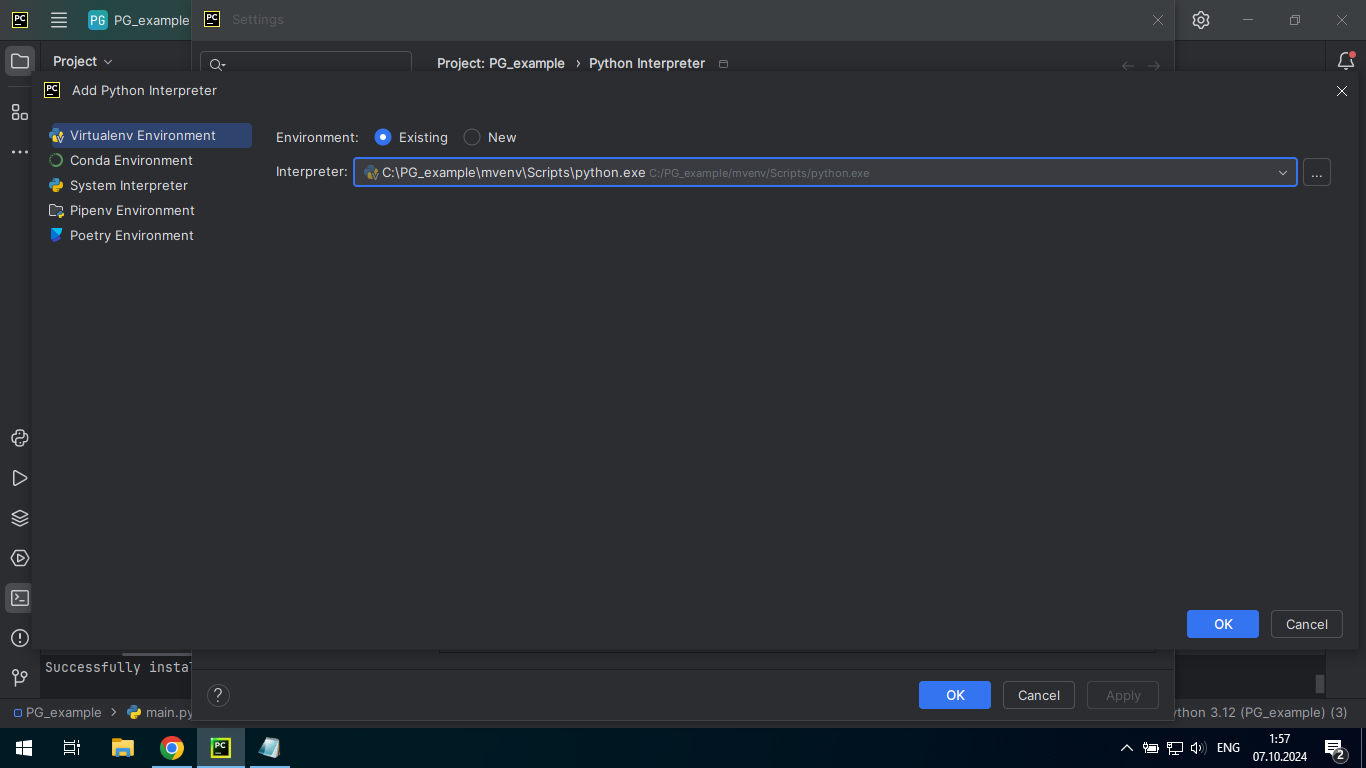 PC
PG PG_example
PC Settings
Project
Project: PG_example › Python Interpreter
PC Add Python Interpreter
Virtualenv Environment
Conda Environment
System Interpreter
Pipenv Environment
Poetry Environment
Environment: Existing New
Interpreter: C:\PG_example\mvenv\Scripts\python.exe C:/PG_example/mvenv/Scripts/python.exe ...
OK Cancel
Successfully instal
? OK Cancel Apply
PG_example > main.py
ython 3.12 (PG_example) (3)
PC
ENG
1:57
07.10.2024
2